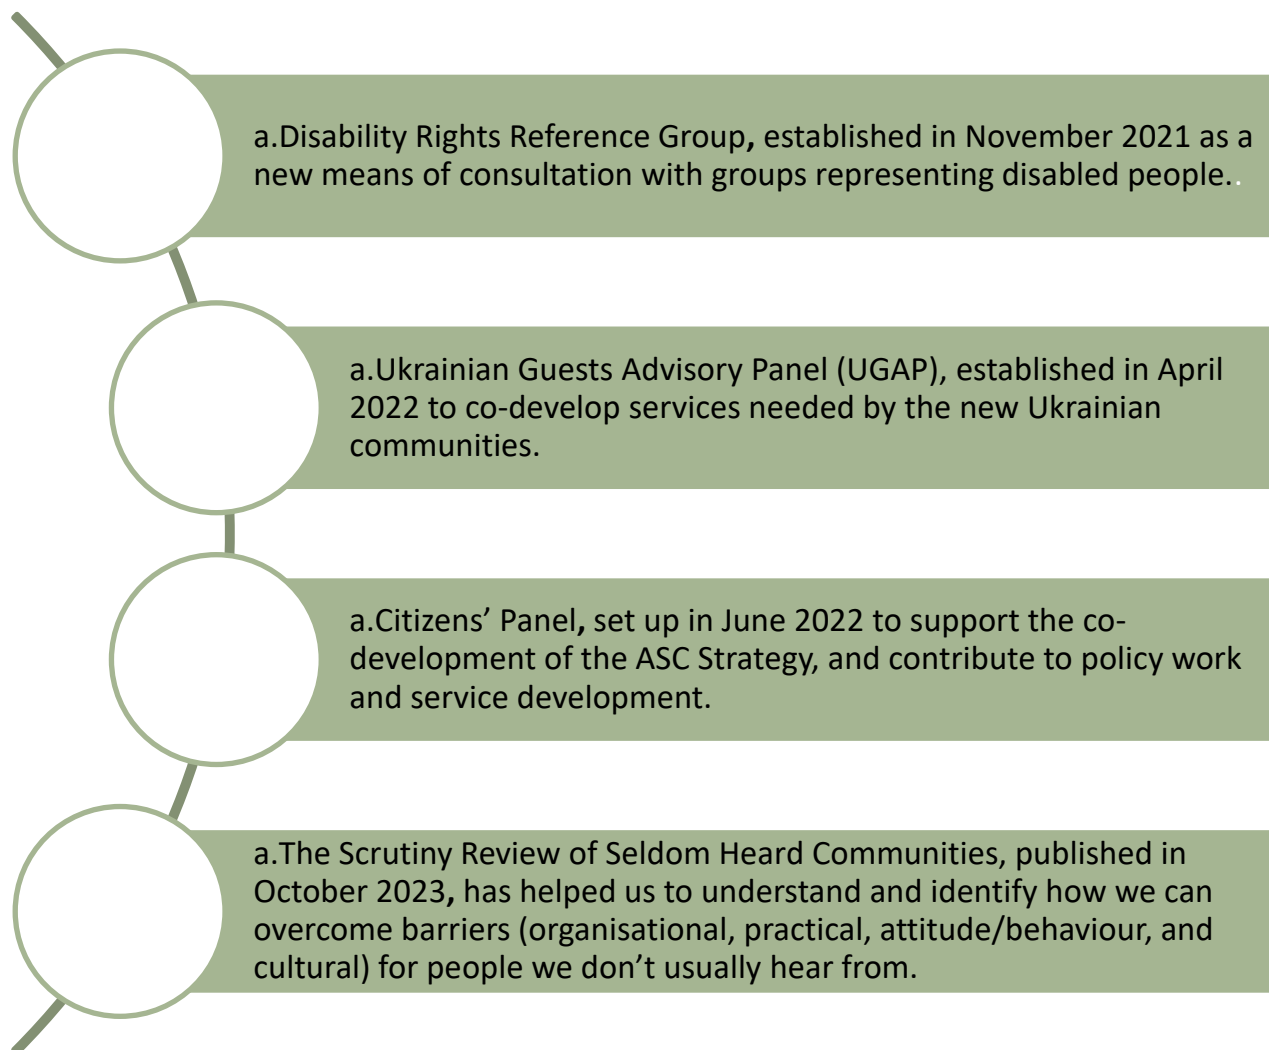 a.Disability Rights Reference Group, established in November 2021 as a
new means of consultation with groups representing disabled people..
a.Ukrainian Guests Advisory Panel (UGAP), established in April
2022 to co-develop services needed by the new Ukrainian
communities.
a.Citizens’ Panel, set up in June 2022 to support the co-
development of the ASC Strategy, and contribute to policy work
and service development.
a.The Scrutiny Review of Seldom Heard Communities, published in
October 2023, has helped us to understand and identify how we can
overcome barriers (organisational, practical, attitude/behaviour, and
cultural) for people we don’t usually hear from.